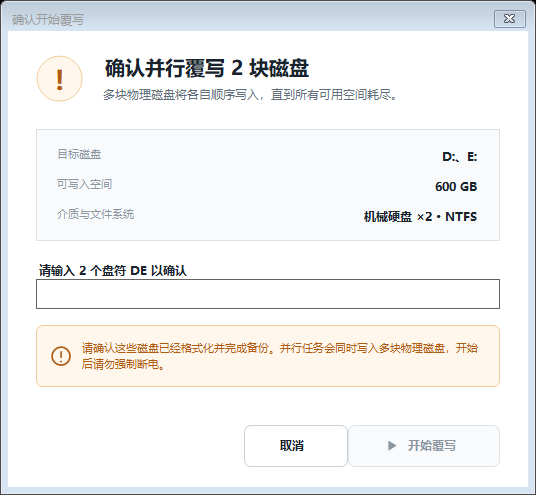 确认开始覆写
!
确认并行覆写 2 块磁盘
多块物理磁盘将各自顺序写入，直到所有可用空间耗尽。
目标磁盘 D:、E:
可写入空间 600 GB
介质与文件系统 机械硬盘 ×2 • NTFS
请输入 2 个盘符 DE 以确认
请确认这些磁盘已经格式化并完成备份。并行任务会同时写入多块物理磁盘，开始
后请勿强制断电。
取消 开始覆写